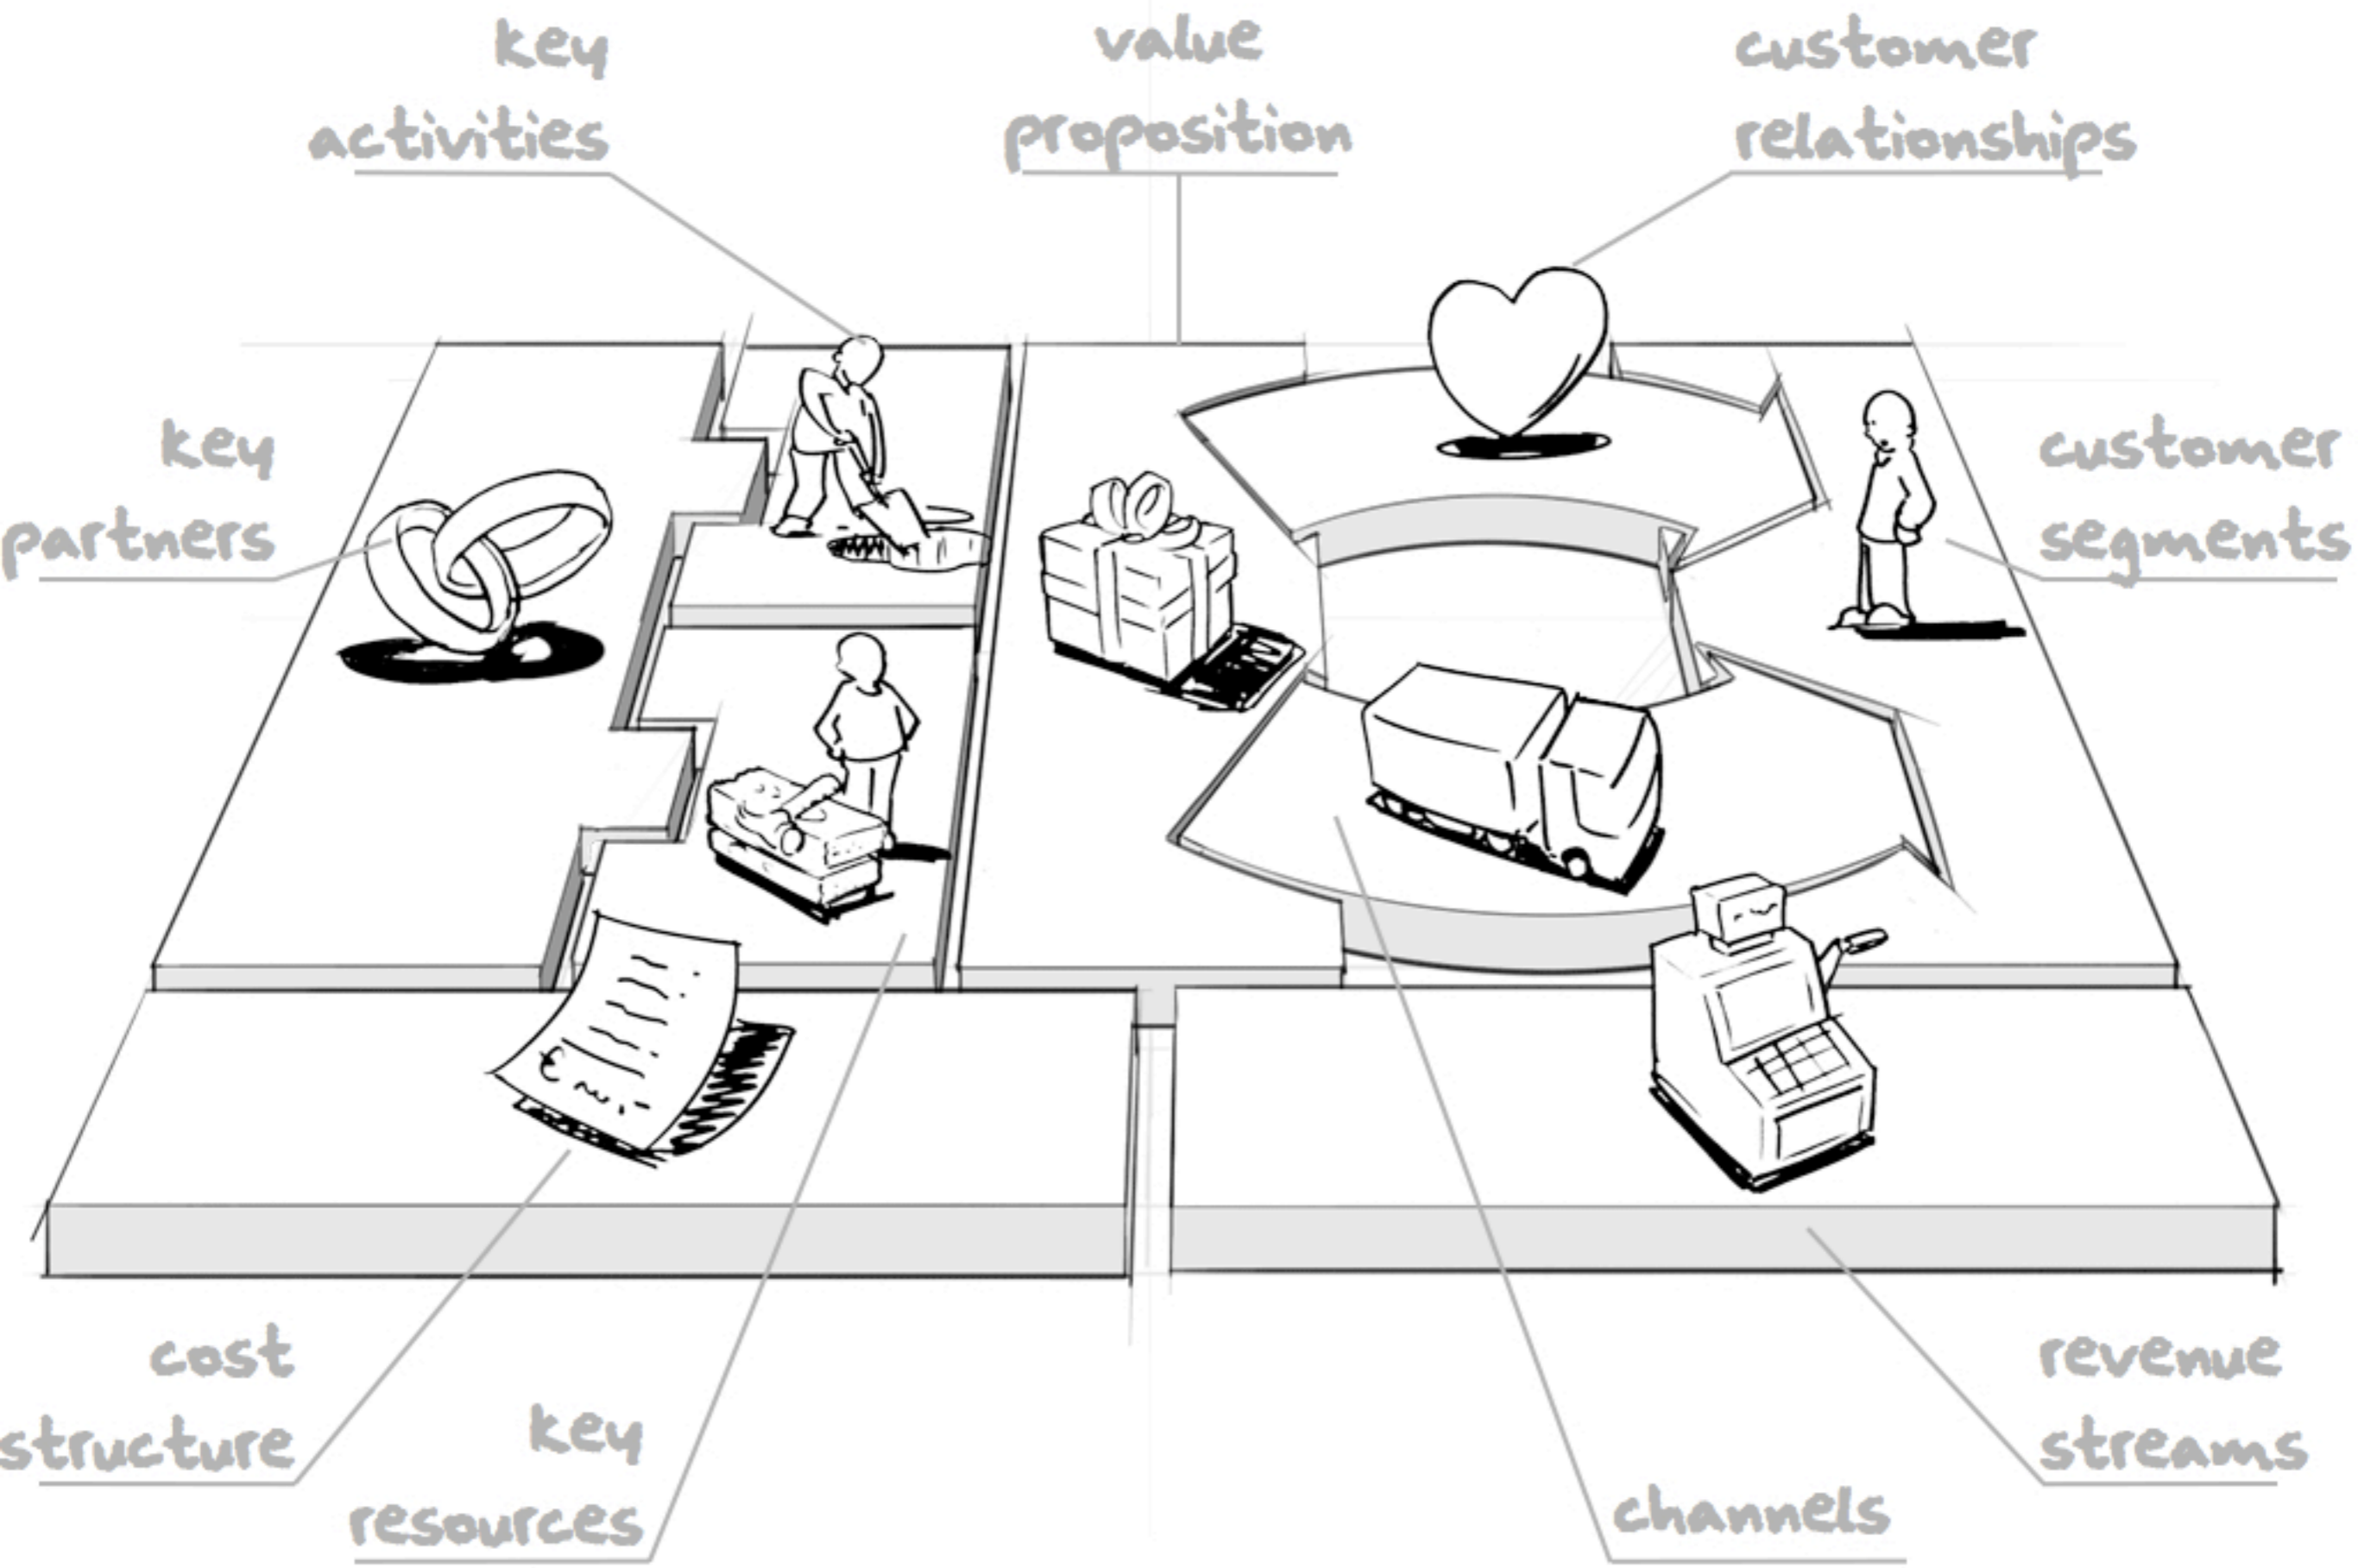 key
activities
value
proposition
customer
relationships
key
partners
customer
segments
€
cost
structure
key
resources
channels
revenue
streams